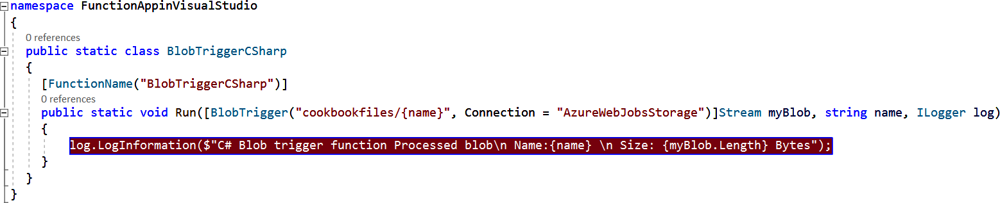 namespace FunctionAppinVisualStudio
{
0 references
public static class BlobTriggerCSharp
{
[FunctionName("BlobTriggerCSharp")]
0 references
public static void Run([BlobTrigger("cookbookfiles/{name}", Connection = "AzureWebJobsStorage")]Stream myBlob, string name, ILogger log)
{
log.LogInformation($"C# Blob trigger function Processed blob\n Name:{name} \n Size: {myBlob.Length} Bytes");
}
}
}